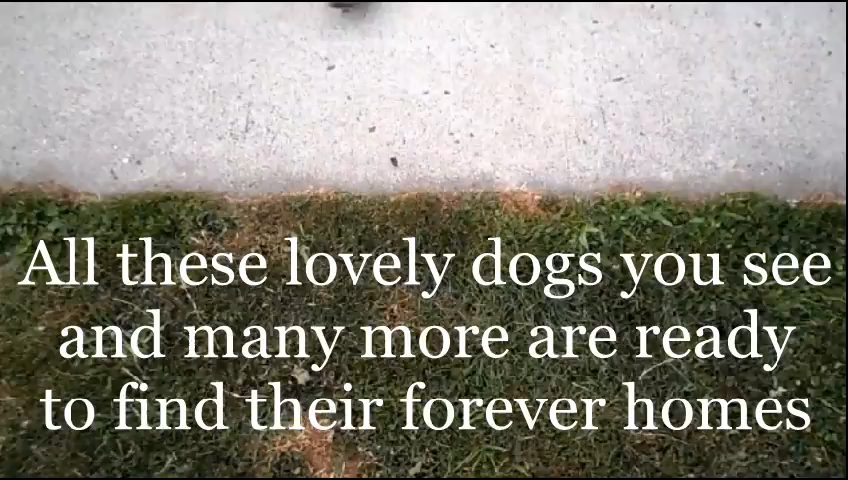 All these lovely dogs you see
and many more are ready
to find their forever homes